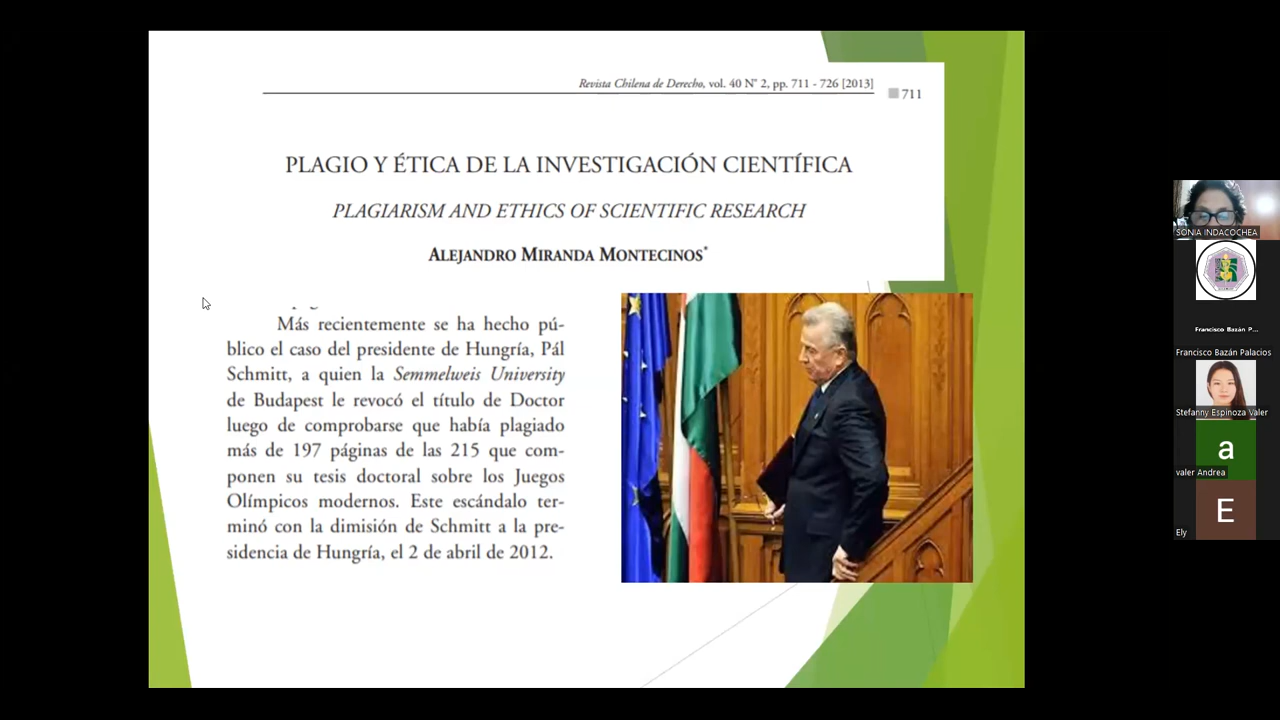 Revista Chilena de Derecho, vol. 40 N° 2, pp. 711 - 726 [2013]
711
PLAGIO Y ÉTICA DE LA INVESTIGACIÓN CIENTÍFICA
PLAGIARISM AND ETHICS OF SCIENTIFIC RESEARCH
ALEJANDRO MIRANDA MONTECINOS*
Más recientemente se ha hecho pú-
blico el caso del presidente de Hungría, Pál
Schmitt, a quien la Semmelweis University
de Budapest le revocó el título de Doctor
luego de comprobarse que había plagiado
más de 197 páginas de las 215 que com-
ponen su tesis doctoral sobre los Juegos
Olímpicos modernos. Este escándalo ter-
minó con la dimisión de Schmitt a la pre-
sidencia de Hungría, el 2 de abril de 2012.
SONIA INDACOCHEA
Francisco Bazán P...
Francisco Bazán Palacios
Stefanny Espinoza Valer
a
valer Andrea
E
Ely